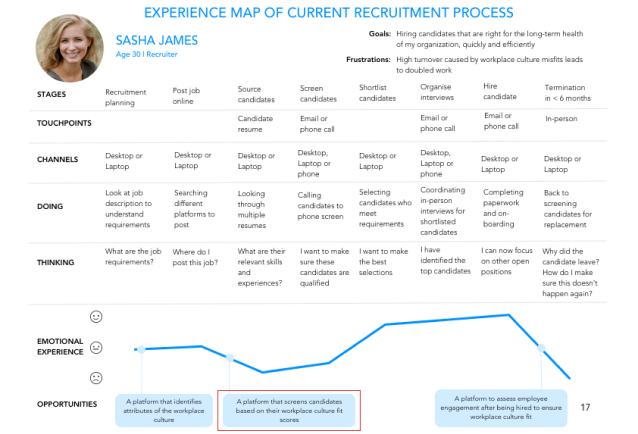 EXPERIENCE MAP OF CURRENT RECRUITMENT PROCESS
SASHA JAMES
Age 30 I Recruiter
Goals: Hiring candidates that are right for the long-term health
of my organization, quickly and efficiently
Frustrations: High turnover caused by workplace culture misfits leads
to doubled work
STAGES
Recruitment
planning
Post job
online
Source
candidates
Screen
candidates
Shortlist
candidates
Organise
interviews
Hire
candidate
Termination
in < 6 months
TOUCHPOINTS
Candidate
resume
Email or
phone call
Email or
phone call
Email or
phone call
In-person
CHANNELS
Desktop or
Laptop
Desktop or
Laptop
Desktop or
Laptop
Desktop,
Laptop or
phone
Desktop or
Laptop
Desktop,
Laptop or
phone
Desktop or
Laptop
Desktop or
Laptop
DOING
Look at job
description to
understand
requirements
Searching
different
platforms to
post
Looking
through
multiple
resumes
Calling
candidates to
phone screen
Selecting
candidates who
meet
requirements
Coordinating
in-person
interviews for
shortlisted
candidates
Completing
paperwork
and on-
boarding
Back to
screening
candidates for
replacement
THINKING
What are the job
requirements?
Where do I
post this job?
What are their
relevant skills
and
experiences?
I want to make
sure these
candidates are
qualified
I want to make
the best
selections
I have
identified the
top candidates
I can now focus
on other open
positions
Why did the
candidate leave?
How do I make
sure this doesn't
happen again?
EMOTIONAL
EXPERIENCE
OPPORTUNITIES
A platform that identifies
attributes of the workplace
culture
A platform that screens candidates
based on their workplace culture fit
scores
A platform to assess employee
engagement after being hired to ensure
workplace culture fit
17